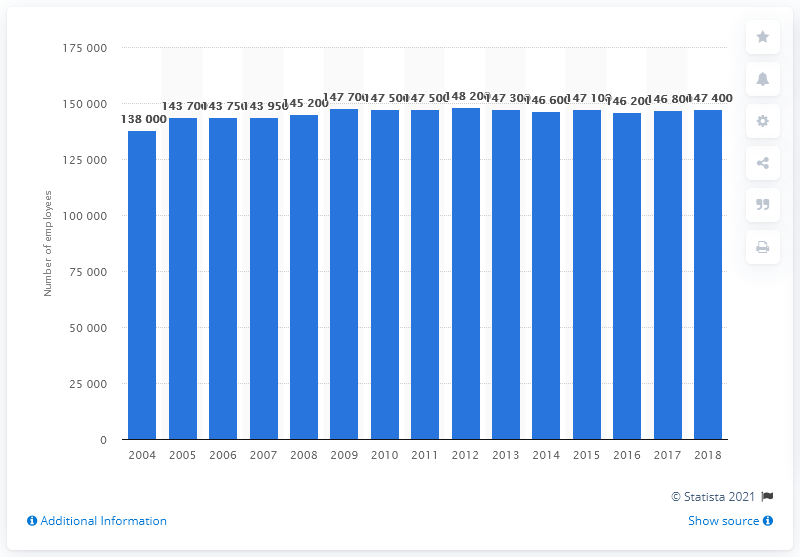 175 000
150 000
125 000
100 000
75 000
50 000
25 000
0
Number of employees
138 000 143 700 143 750 143 950 145 200 147 700 147 500 147 500 148 200 147 300 146 600 147 100 146 200 146 800 147 400
2004 2005 2006 2007 2008 2009 2010 2011 2012 2013 2014 2015 2016 2017 2018
© Statista 2021
Additional Information
Show source